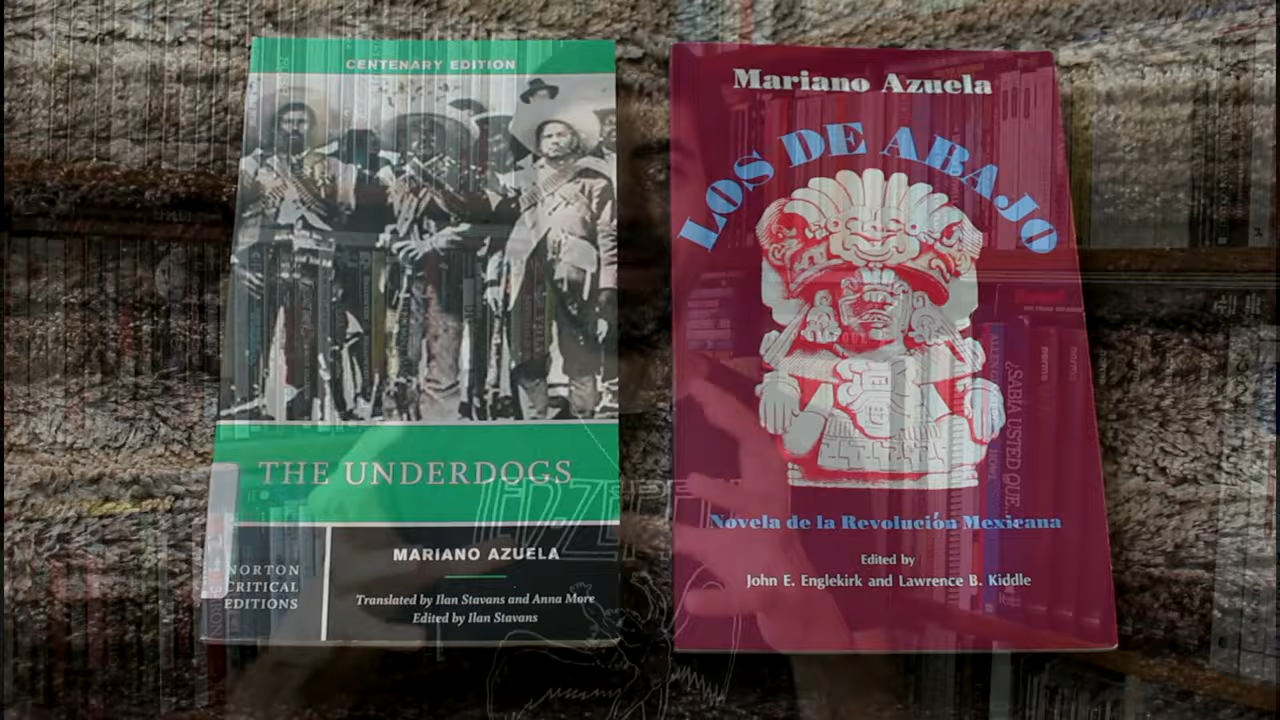 CENTENARY EDITION
THE UNDERDOGS
MARIANO AZUELA
NORTON
CRITICAL
EDITIONS
Translated by Ilan Stavans and Anna More
Edited by Ilan Stavans
Mariano Azuela
LOS DE ABAJO
Novela de la Revolución Mexicana
Edited by
John E. Englekirk and Lawrence B. Kiddle
¿SABIA USTED QUE...
norma
norma